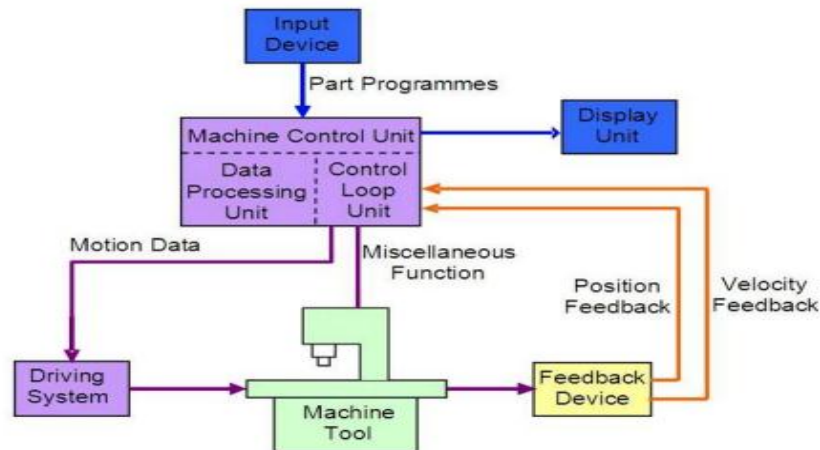 Input
Device
Part Programmes
Machine Control Unit
Display
Unit
Data
Processing
Unit
Control
Loop
Unit
Motion Data
Miscellaneous
Function
Position
Feedback
Velocity
Feedback
Driving
System
Machine
Tool
Feedback
Device